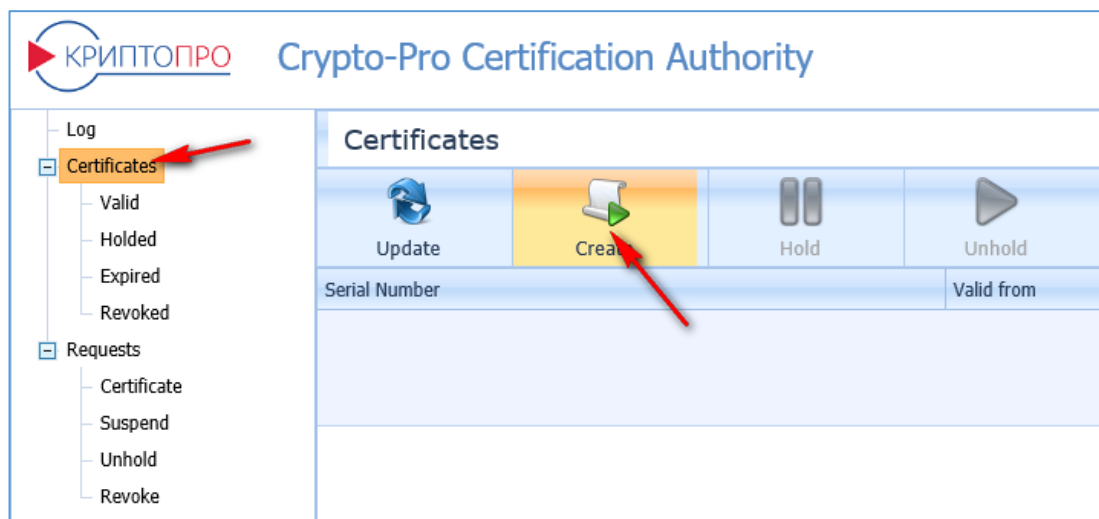 КРИПТОПРО Crypto-Pro Certification Authority
Log
Certificates
Valid
Holded
Expired
Revoked
Requests
Certificate
Suspend
Unhold
Revoke
Certificates
Update Create Hold Unhold
Serial Number Valid from